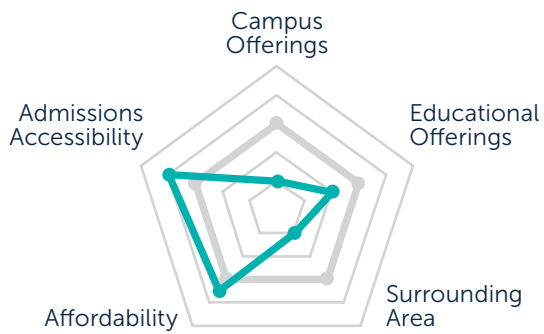 Campus
Offerings
Admissions
Accessibility
Educational
Offerings
Affordability
Surrounding
Area